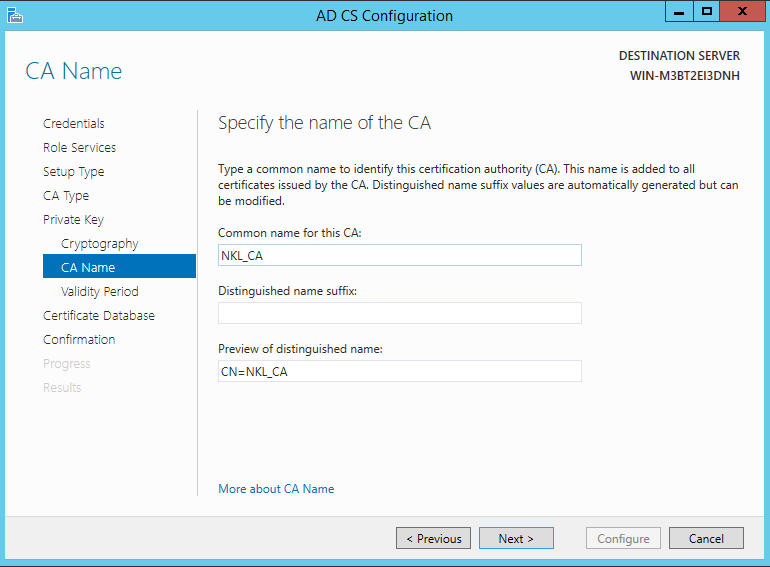 AD CS Configuration
X
CA Name
DESTINATION SERVER
WIN-M3BT2EI3DNH
Credentials
Role Services
Setup Type
CA Type
Private Key
Cryptography
CA Name
Validity Period
Certificate Database
Confirmation
Progress
Results
Specify the name of the CA
Type a common name to identify this certification authority (CA). This name is added to all
certificates issued by the CA. Distinguished name suffix values are automatically generated but can
be modified.
Common name for this CA:
NKL_CA
Distinguished name suffix:
Preview of distinguished name:
CN=NKL_CA
More about CA Name
< Previous
Next >
Configure
Cancel